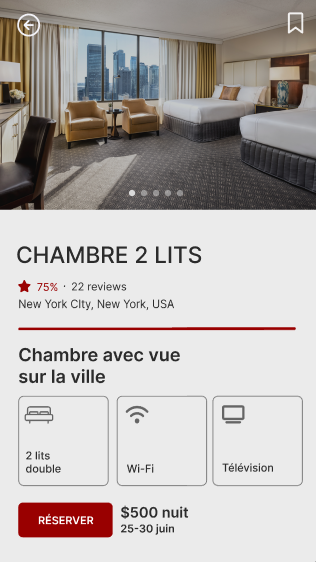 CHAMBRE 2 LITS
75% · 22 reviews
New York CIty, New York, USA
Chambre avec vue
sur la ville
2 lits
double
Wi-Fi
Télévision
RÉSERVER
$500 nuit
25-30 juin